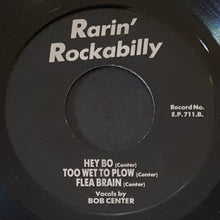 Rarin'
Rockabilly
Record No.
E.P. 711.B.
HEY BO (Center)
TOO WET TO PLOW (Center)
FLEA BRAIN (Center)
Vocals by
BOB CENTER